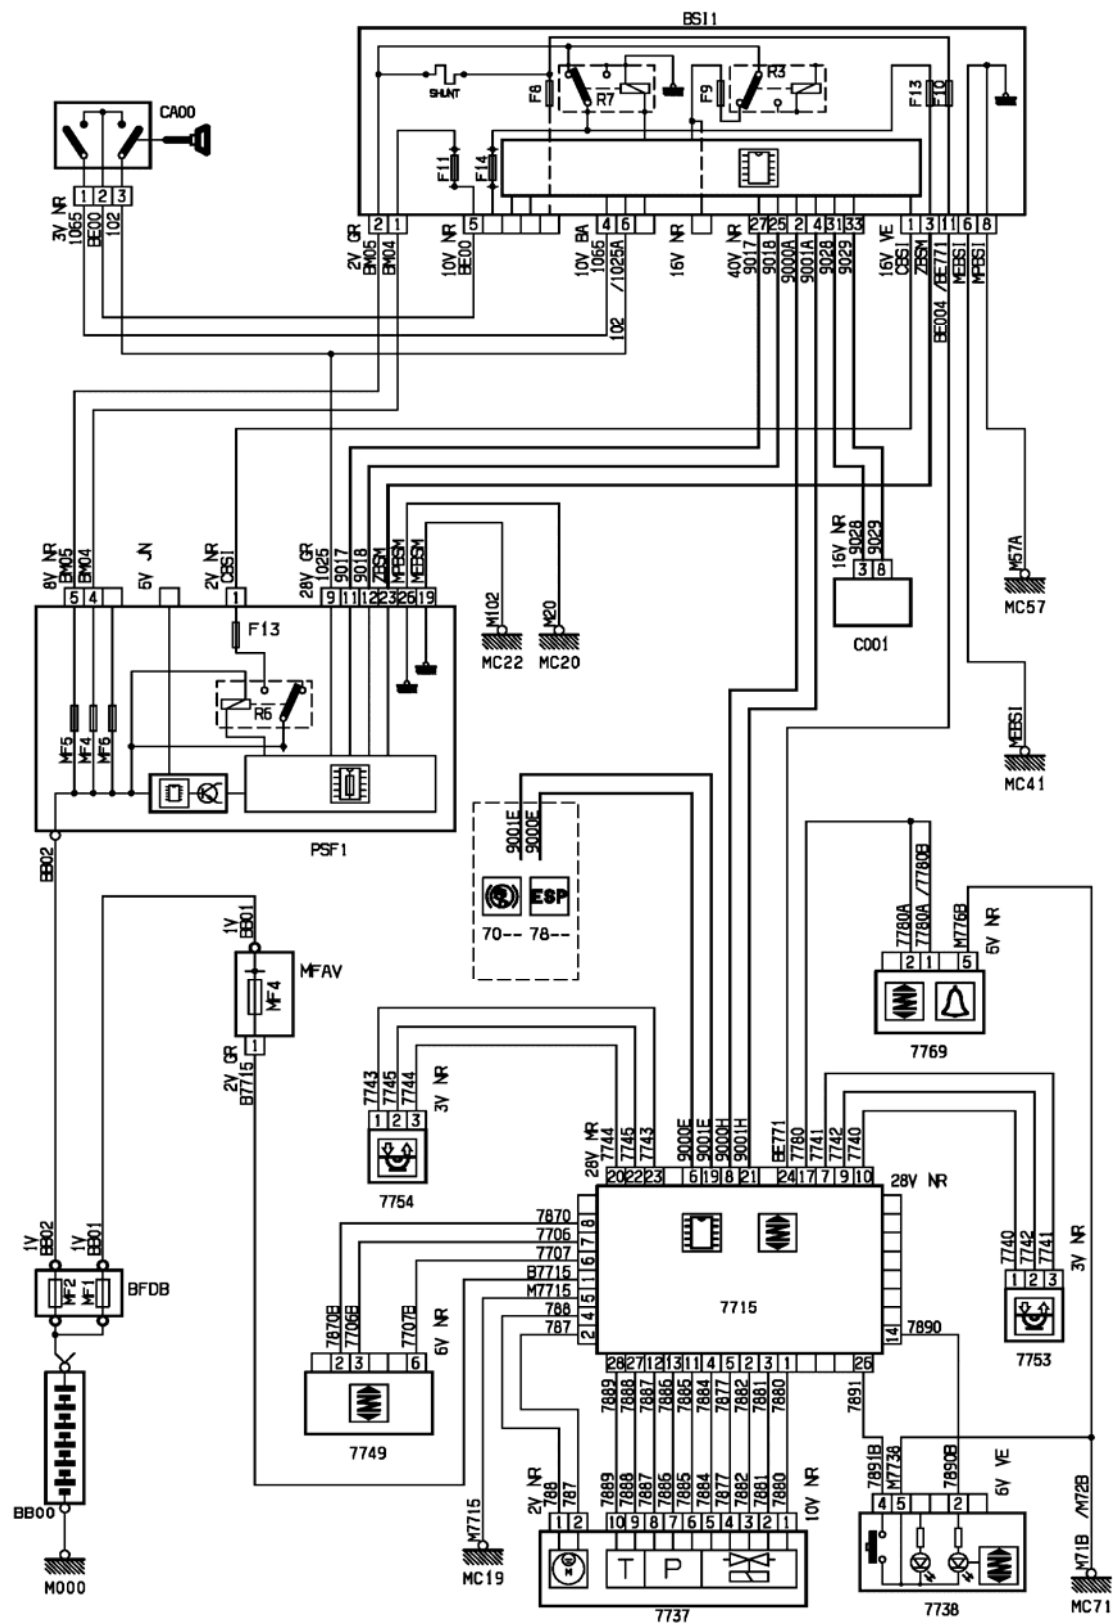 BSI1
CA00
SHUNT
F8
R7
F9
R3
F13
F10
F11
F14
1 2 3
3V NR
1065
BE00
102
2 1
2V GR
BM05
BM04
5
10V NR
BE00
4 6
10V BA
1065
102 /1025A
16V NR
27 25 2 4 31 33
40V NR
9017
9018
9000A
9001A
9028
9029
1 3 11 6 8
16V VE
CBSI
ZBSM
BE004 /BE771
MEBSI
MPBSI
8V NR
BM05
BM04
5V JN
2V NR
CBSI
28V GR
1025
9017
9018
ZBSM
MPBSM
MEBSM
5 4
1
9 11 12 23 26 19
M102
MC22
M20
MC20
16V NR
9028
9029
3 8
C001
M57A
MC57
MEBSI
MC41
F13
R6
MF5
MF4
MF6
PSF1
BB02
9001E
9000E
ESP
70-- 78--
1V
BB01
MFAV
MF4
1
2V GR
B7715
7780A
7780A /7780B
M776B
6V NR
2 1 5
7769
7743
7745
7744
3V NR
1 2 3
7754
28V MR
7744
7745
7743
9000E
9001E
9000H
9001H
BE771
7780
7741
7742
7740
20 22 23 6 19 8 21 24 17 7 9 10
28V NR
7715
7870 8
7706 7
7707 6
B7715 1
M7715 5
788 4
787 2
14 7890
7740
7742
7741
3V NR
1 2 3
7753
1V
BB02
1V
BB01
MF2
MF1
BFDB
BB00
M000
7870B
7706B
7707B
6V NR
2 3 6
7749
28 27 12 13 11 4 5 2 3 1 26
7889
7888
7887
7886
7885
7884
7877
7882
7881
7880
7891
M7715
MC19
2V NR
788
787
7889
7888
7887
7886
7885
7884
7877
7882
7881
7880
10V NR
1 2
10 9 8 7 6 5 4 3 2 1
M
T P
7737
7891B
M7738
7890B
6V VE
4 5 2
7738
M71B /M72B
MC71